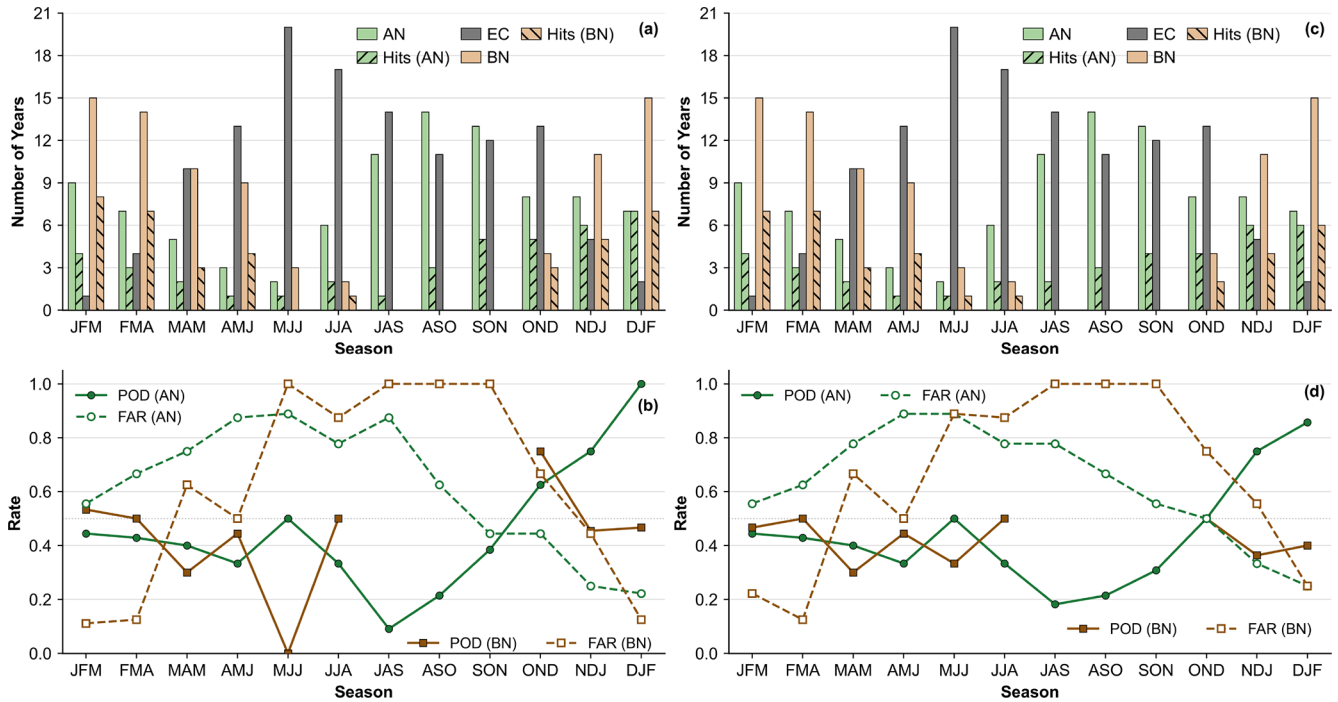 21
18
15
12
9
6
3
0
Number of Years
AN
Hits (AN)
EC
BN
Hits (BN)
(a)
JFM FMA MAM AMJ MJJ JJA JAS ASO SON OND NDJ DJF
Season
21
18
15
12
9
6
3
0
Number of Years
AN
Hits (AN)
EC
BN
Hits (BN)
(c)
JFM FMA MAM AMJ MJJ JJA JAS ASO SON OND NDJ DJF
Season
1.0
0.8
0.6
0.4
0.2
0.0
Rate
POD (AN)
FAR (AN)
(b)
POD (BN) FAR (BN)
JFM FMA MAM AMJ MJJ JJA JAS ASO SON OND NDJ DJF
Season
1.0
0.8
0.6
0.4
0.2
0.0
Rate
POD (AN) FAR (AN)
(d)
POD (BN) FAR (BN)
JFM FMA MAM AMJ MJJ JJA JAS ASO SON OND NDJ DJF
Season